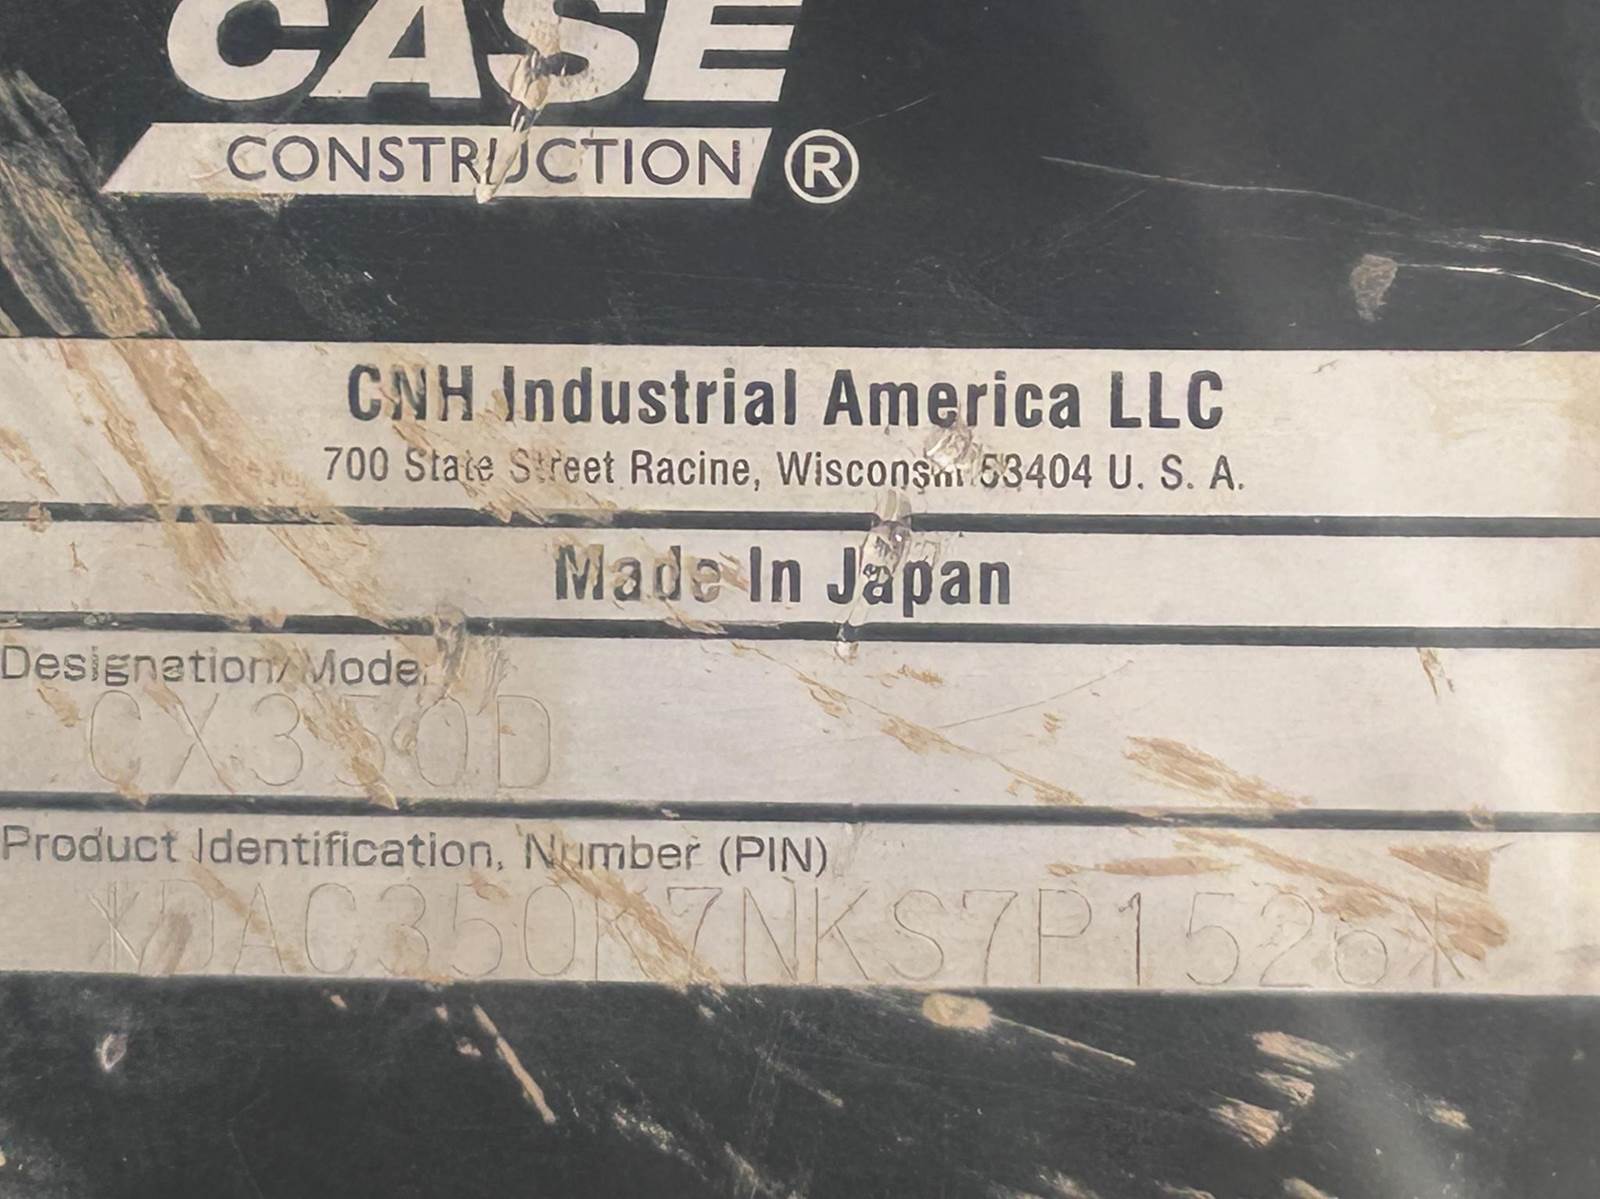 CASE
CONSTRUCTION ®
CNH Industrial America LLC
700 State Street Racine, Wisconsin 53404 U. S. A.
Made In Japan
Designation/Model
CX350D
Product Identification, Number (PIN)
*DAC350K7NKS7P1526*